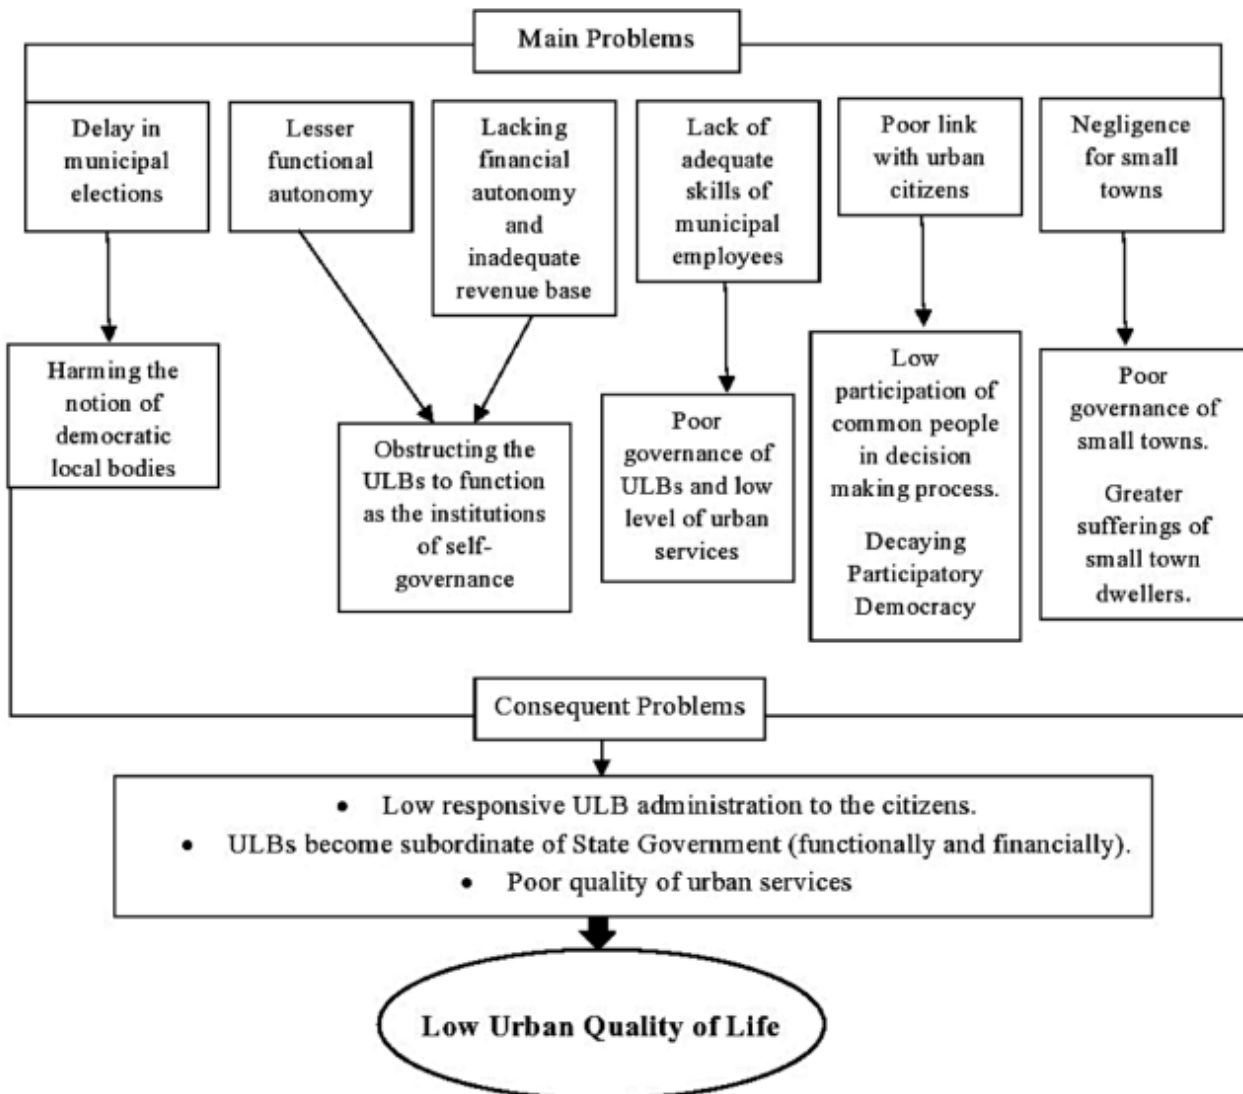 Main Problems
Delay in
municipal
elections
Lesser
functional
autonomy
Lacking
financial
autonomy
and
inadequate
revenue base
Lack of
adequate
skills of
municipal
employees
Poor link
with urban
citizens
Negligence
for small
towns
Harming the
notion of
democratic
local bodies
Obstructing the
ULBs to function
as the institutions
of self-
governance
Poor
governance of
ULBs and low
level of urban
services
Low
participation of
common people
in decision
making process.
Decaying
Participatory
Democracy
Poor
governance of
small towns.
Greater
sufferings of
small town
dwellers.
Consequent Problems
• Low responsive ULB administration to the citizens.
• ULBs become subordinate of State Government (functionally and financially).
• Poor quality of urban services
Low Urban Quality of Life